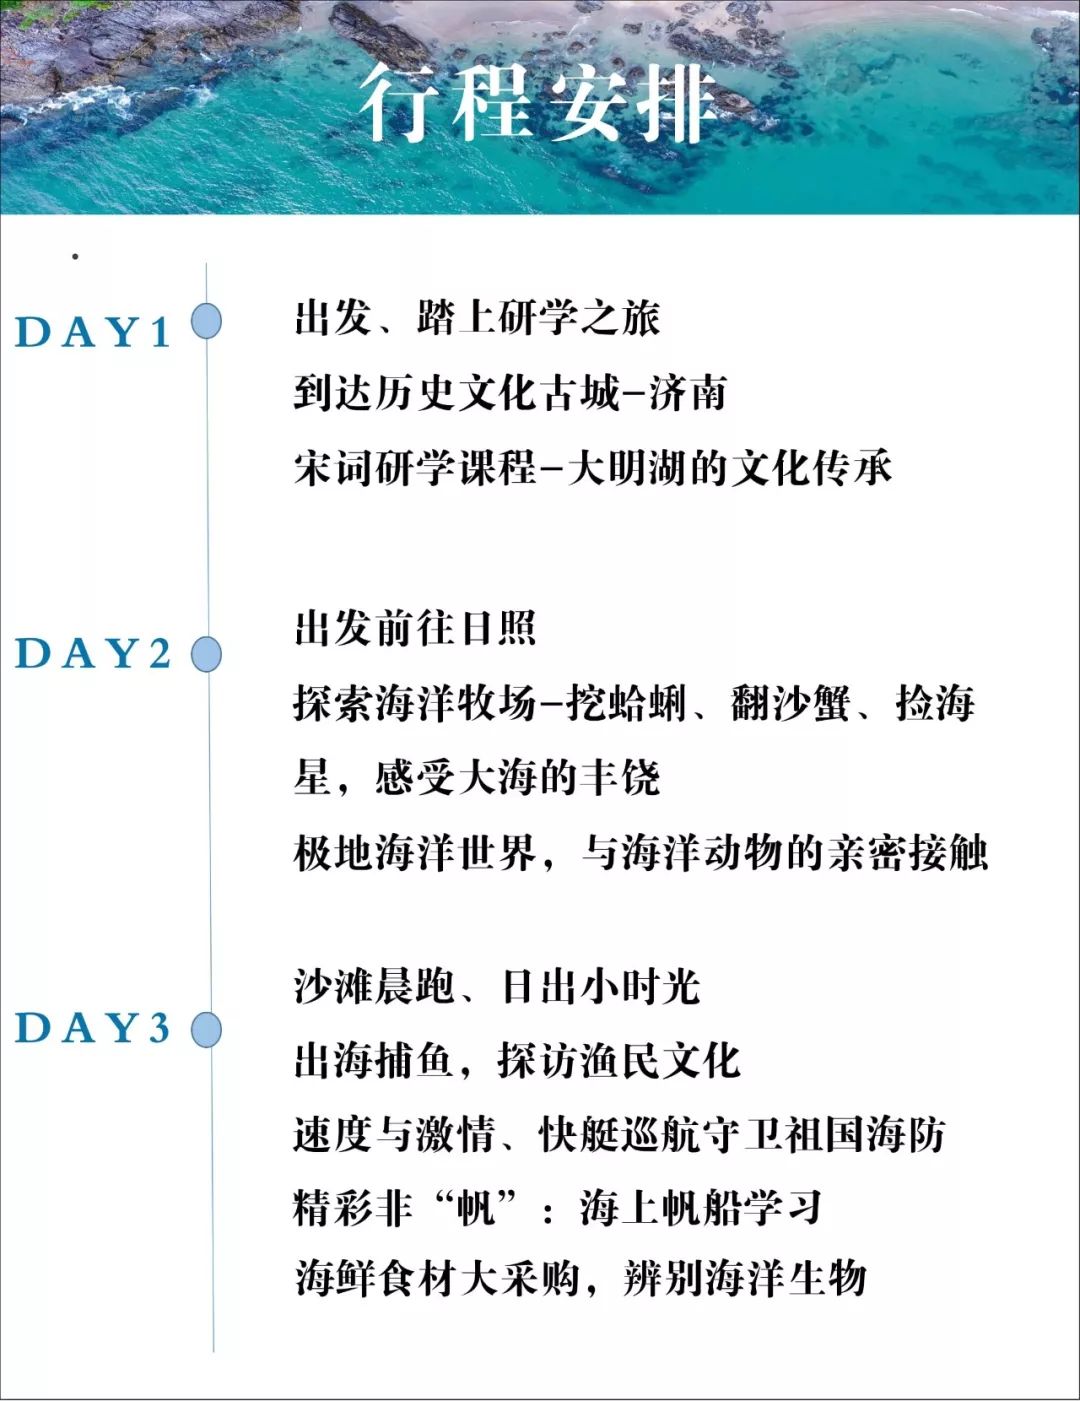 行程安排
DAY1
出发、踏上研学之旅
到达历史文化古城-济南
宋词研学课程-大明湖的文化传承
DAY2
出发前往日照
探索海洋牧场-挖蛤蜊、翻沙蟹、捡海
星，感受大海的丰饶
极地海洋世界，与海洋动物的亲密接触
DAY3
沙滩晨跑、日出小时光
出海捕鱼，探访渔民文化
速度与激情、快艇巡航守卫祖国海防
精彩非“帆”：海上帆船学习
海鲜食材大采购，辨别海洋生物